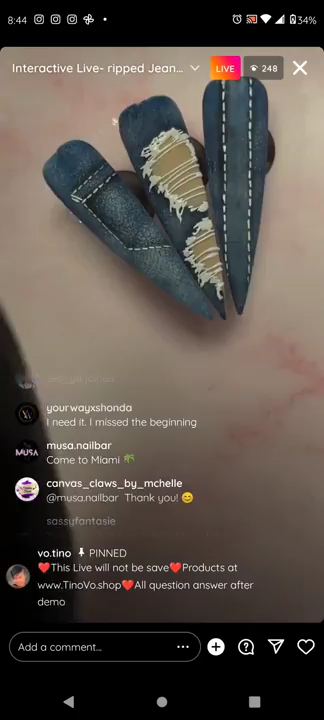 8:44
34%
Interactive Live- ripped Jean...
LIVE
248
yourwayxshonda
I need it. I missed the beginning
MUSA
musa.nailbar
Come to Miami 🌴
canvas_claws_by_mchelle
@musa.nailbar Thank you! 😊
sassyfantasie
vo.tino 📌 PINNED
❤️This Live will not be save❤️Products at
www.TinoVo.shop❤️All question answer after
demo
Add a comment...